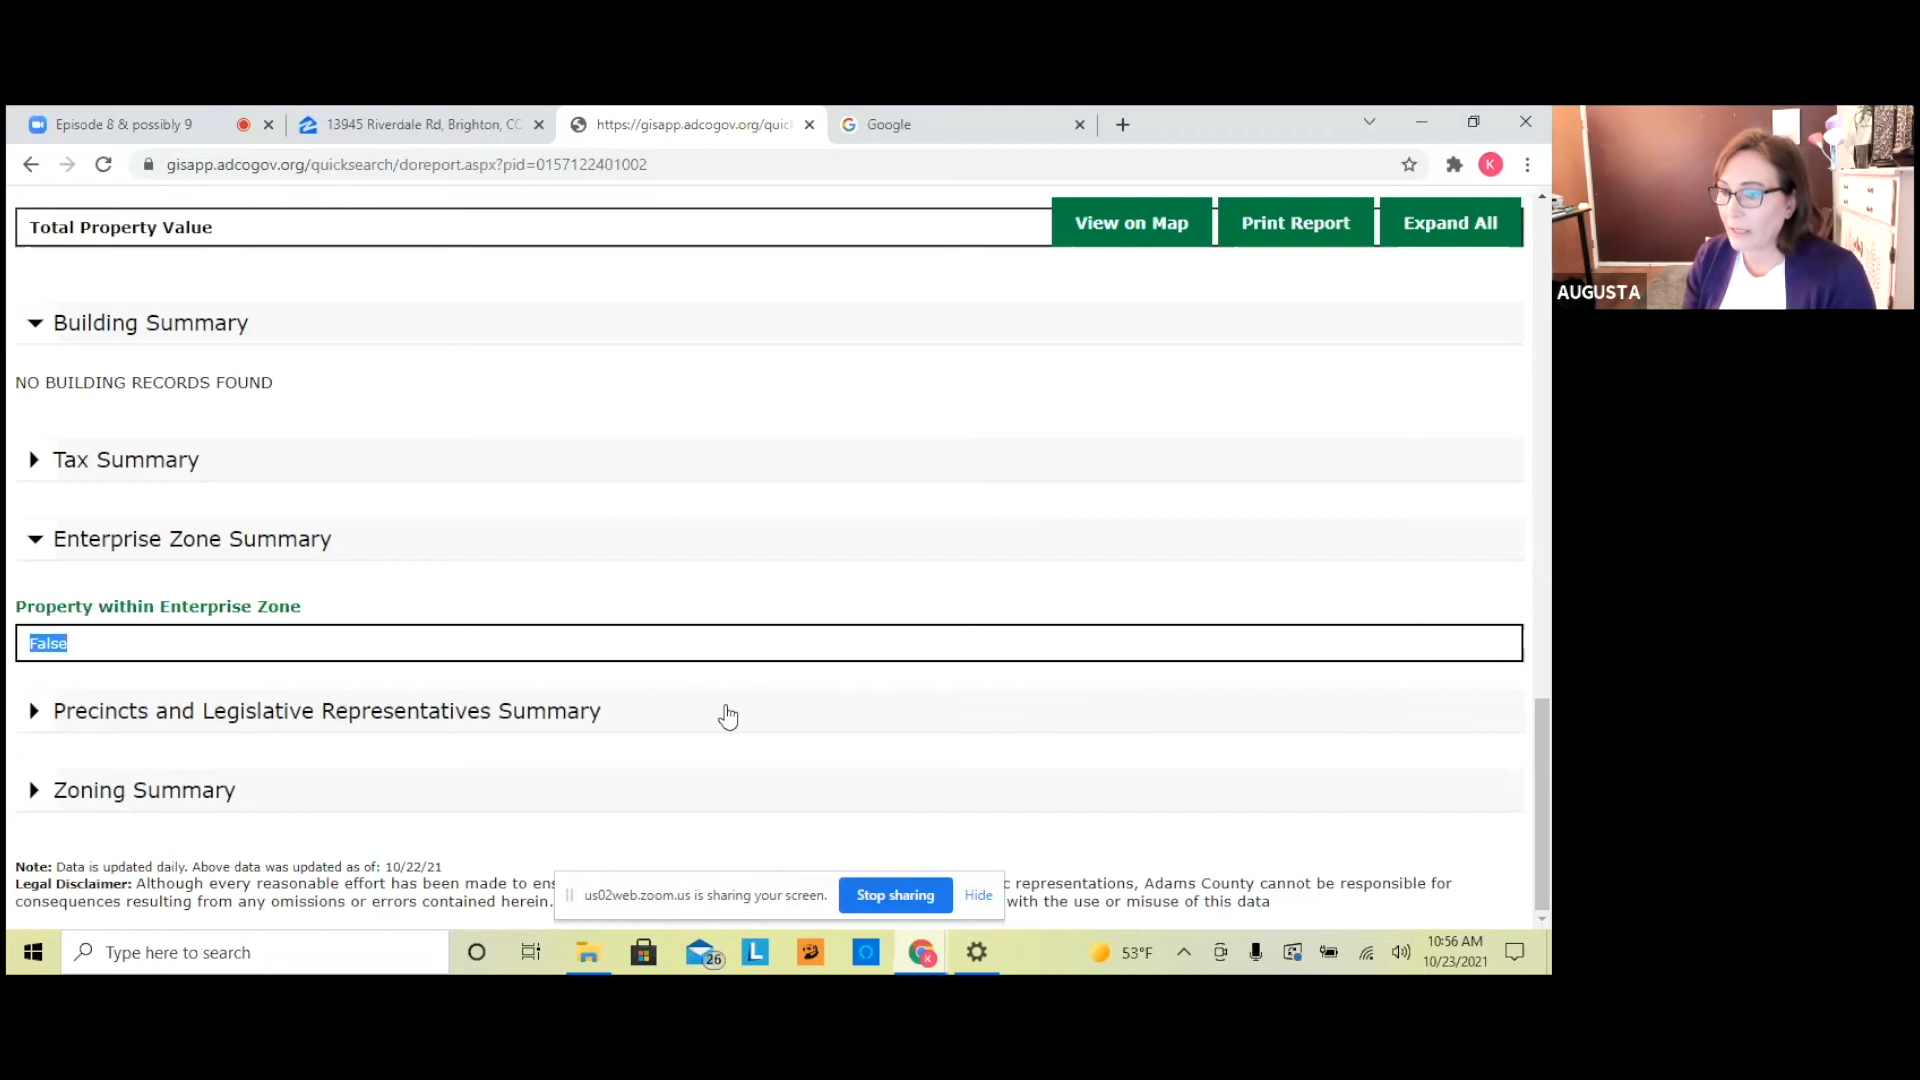 Episode 8 & possibly 9
13945 Riverdale Rd, Brighton, CO
https://gisapp.adcogov.org/quic
Google
gisapp.adcogov.org/quicksearch/doreport.aspx?pid=0157122401002
K
Total Property Value
View on Map
Print Report
Expand All
AUGUSTA
Building Summary
NO BUILDING RECORDS FOUND
Tax Summary
Enterprise Zone Summary
Property within Enterprise Zone
False
Precincts and Legislative Representatives Summary
Zoning Summary
Note: Data is updated daily. Above data was updated as of: 10/22/21
Legal Disclaimer: Although every reasonable effort has been made to ens
c representations, Adams County cannot be responsible for
consequences resulting from any omissions or errors contained herein.
with the use or misuse of this data
us02web.zoom.us is sharing your screen.
Stop sharing
Hide
Type here to search
26
L
K
53°F
10:56 AM
10/23/2021